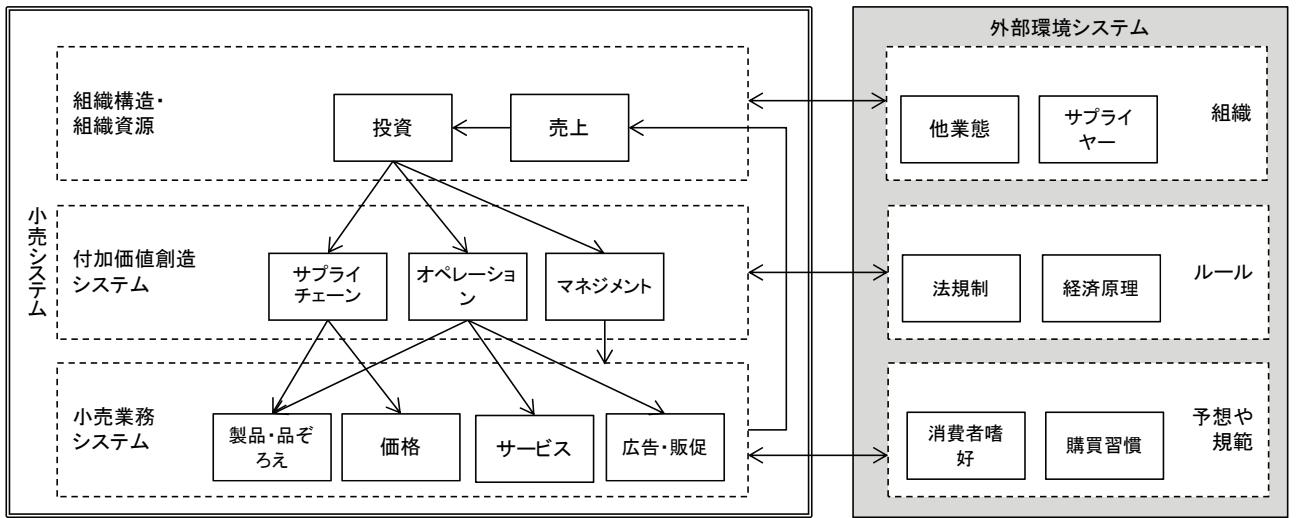 外部環境システム
小売システム
組織構造・
組織資源
投資
売上
他業態
サプライ
ヤー
組織
付加価値創造
システム
サプライ
チェーン
オペレーショ
ン
マネジメント
法規制
経済原理
ルール
小売業務
システム
製品・品ぞ
ろえ
価格
サービス
広告・販促
消費者嗜
好
購買習慣
予想や
規範